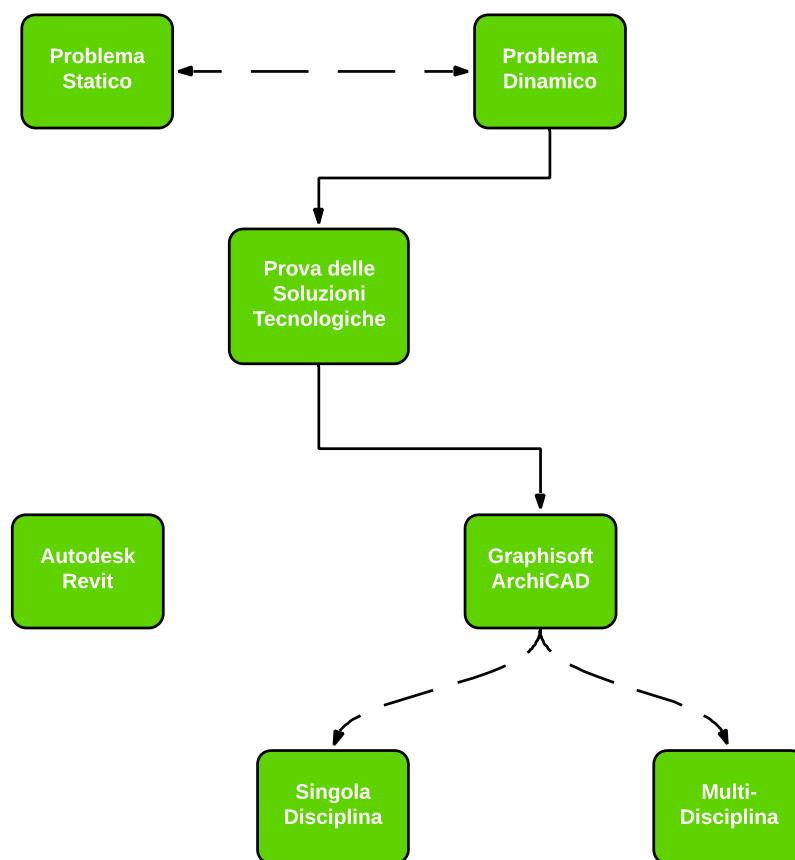 Problema
Statico
Problema
Dinamico
Prova delle
Soluzioni
Tecnologiche
Autodesk
Revit
Graphisoft
ArchiCAD
Singola
Disciplina
Multi-
Disciplina